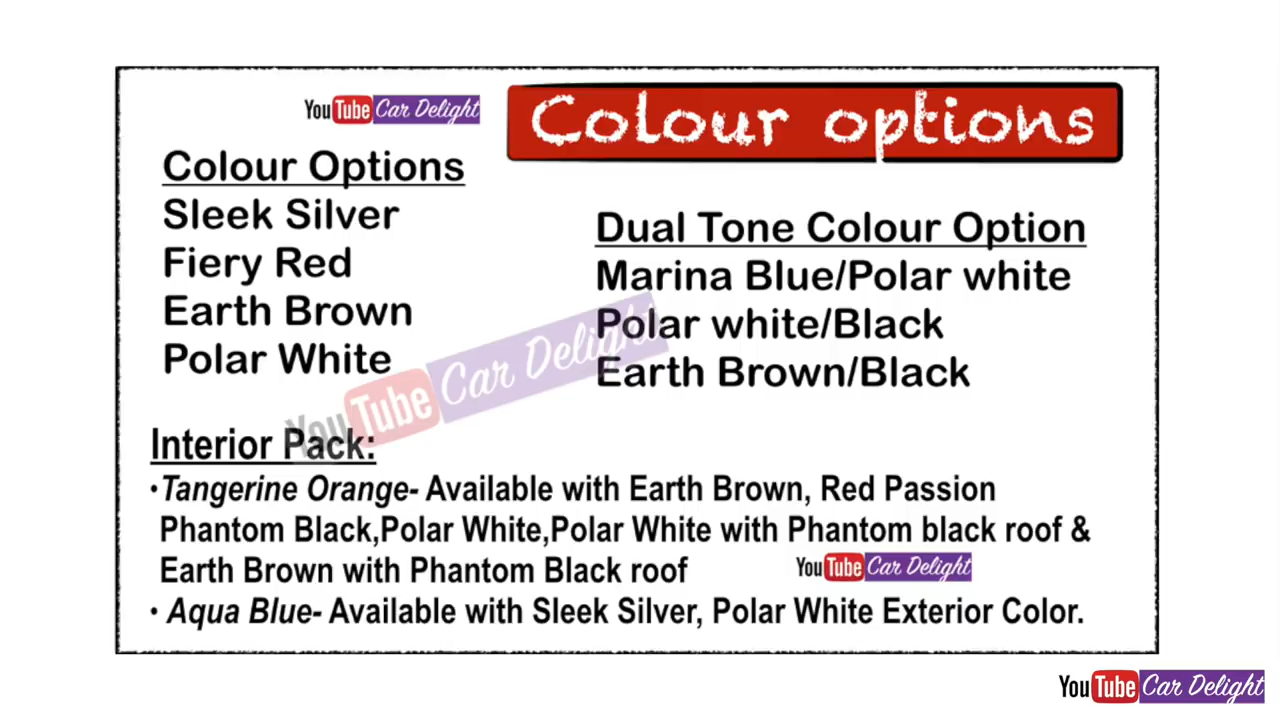 YouTube Car Delight
Colour options
Colour Options
Sleek Silver
Fiery Red
Earth Brown
Polar White
Dual Tone Colour Option
Marina Blue/Polar white
Polar white/Black
Earth Brown/Black
YouTube Car Delight
Interior Pack:
•Tangerine Orange- Available with Earth Brown, Red Passion
Phantom Black,Polar White,Polar White with Phantom black roof &
Earth Brown with Phantom Black roof
YouTube Car Delight
• Aqua Blue- Available with Sleek Silver, Polar White Exterior Color.
YouTube Car Delight